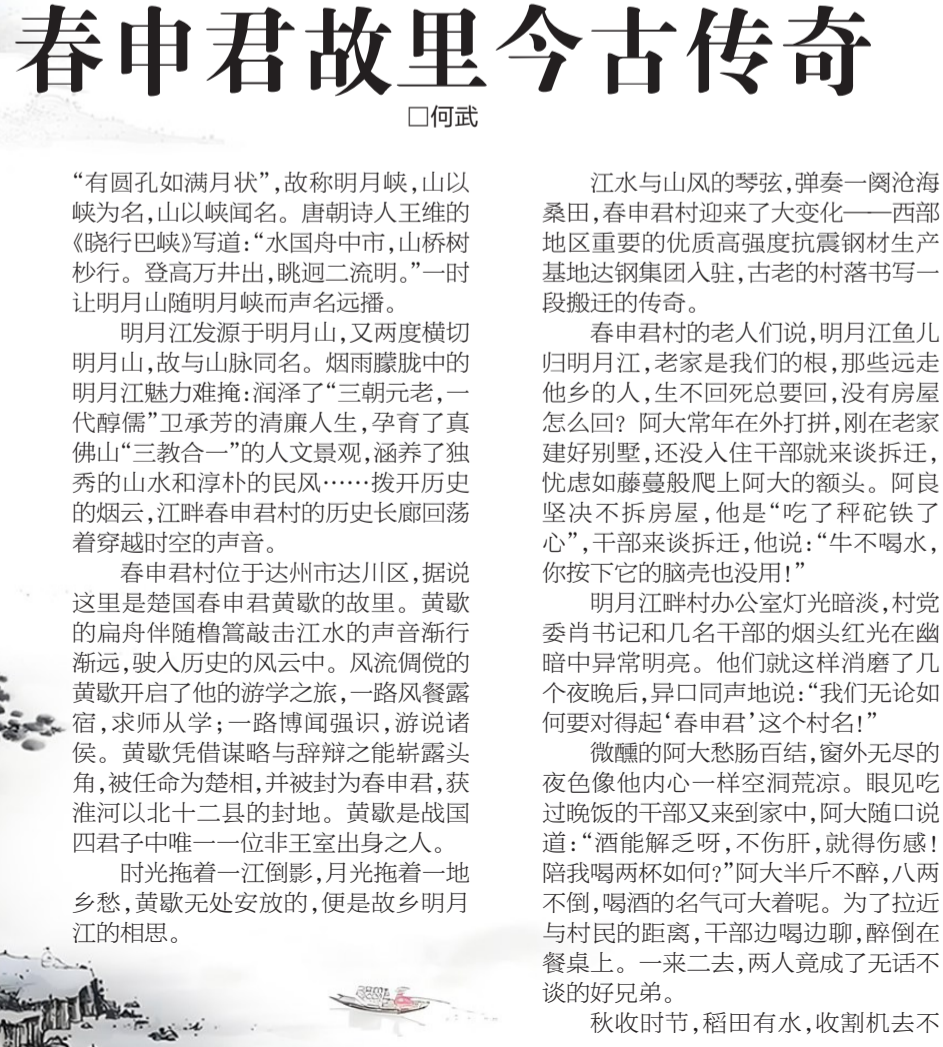 春申君故里今古传奇
□何武
“有圆孔如满月状”,故称明月峡,山以
峡为名,山以峡闻名。唐朝诗人王维的
《晓行巴峡》写道:“水国舟中市,山桥树
杪行。登高万井出,眺迥二流明。”一时
让明月山随明月峡而声名远播。
明月江发源于明月山,又两度横切
明月山,故与山脉同名。烟雨朦胧中的
明月江魅力难掩:润泽了“三朝元老,一
代醇儒”卫承芳的清廉人生,孕育了真
佛山“三教合一”的人文景观,涵养了独
秀的山水和淳朴的民风……拨开历史
的烟云,江畔春申君村的历史长廊回荡
着穿越时空的声音。
春申君村位于达州市达川区,据说
这里是楚国春申君黄歇的故里。黄歇
的扁舟伴随橹篙敲击江水的声音渐行
渐远,驶入历史的风云中。风流倜傥的
黄歇开启了他的游学之旅,一路风餐露
宿,求师从学;一路博闻强识,游说诸
侯。黄歇凭借谋略与辞辩之能崭露头
角,被任命为楚相,并被封为春申君,获
淮河以北十二县的封地。黄歇是战国
四君子中唯一一位非王室出身之人。
时光拖着一江倒影,月光拖着一地
乡愁,黄歇无处安放的,便是故乡明月
江的相思。
江水与山风的琴弦,弹奏一阕沧海
桑田,春申君村迎来了大变化——西部
地区重要的优质高强度抗震钢材生产
基地达钢集团入驻,古老的村落书写一
段搬迁的传奇。
春申君村的老人们说,明月江鱼儿
归明月江,老家是我们的根,那些远走
他乡的人,生不回死总要回,没有房屋
怎么回?阿大常年在外打拼,刚在老家
建好别墅,还没入住干部就来谈拆迁,
忧虑如藤蔓般爬上阿大的额头。阿良
坚决不拆房屋,他是“吃了秤砣铁了
心”,干部来谈拆迁,他说:“牛不喝水,
你按下它的脑壳也没用!”
明月江畔村办公室灯光暗淡,村党
委肖书记和几名干部的烟头红光在幽
暗中异常明亮。他们就这样消磨了几
个夜晚后,异口同声地说:“我们无论如
何要对得起‘春申君’这个村名!”
微醺的阿大愁肠百结,窗外无尽的
夜色像他内心一样空洞荒凉。眼见吃
过晚饭的干部又来到家中,阿大随口说
道:“酒能解乏呀,不伤肝,就得伤感!
陪我喝两杯如何?”阿大半斤不醉,八两
不倒,喝酒的名气可大着呢。为了拉近
与村民的距离,干部边喝边聊,醉倒在
餐桌上。一来二去,两人竟成了无话不
谈的好兄弟。
秋收时节,稻田有水,收割机去不